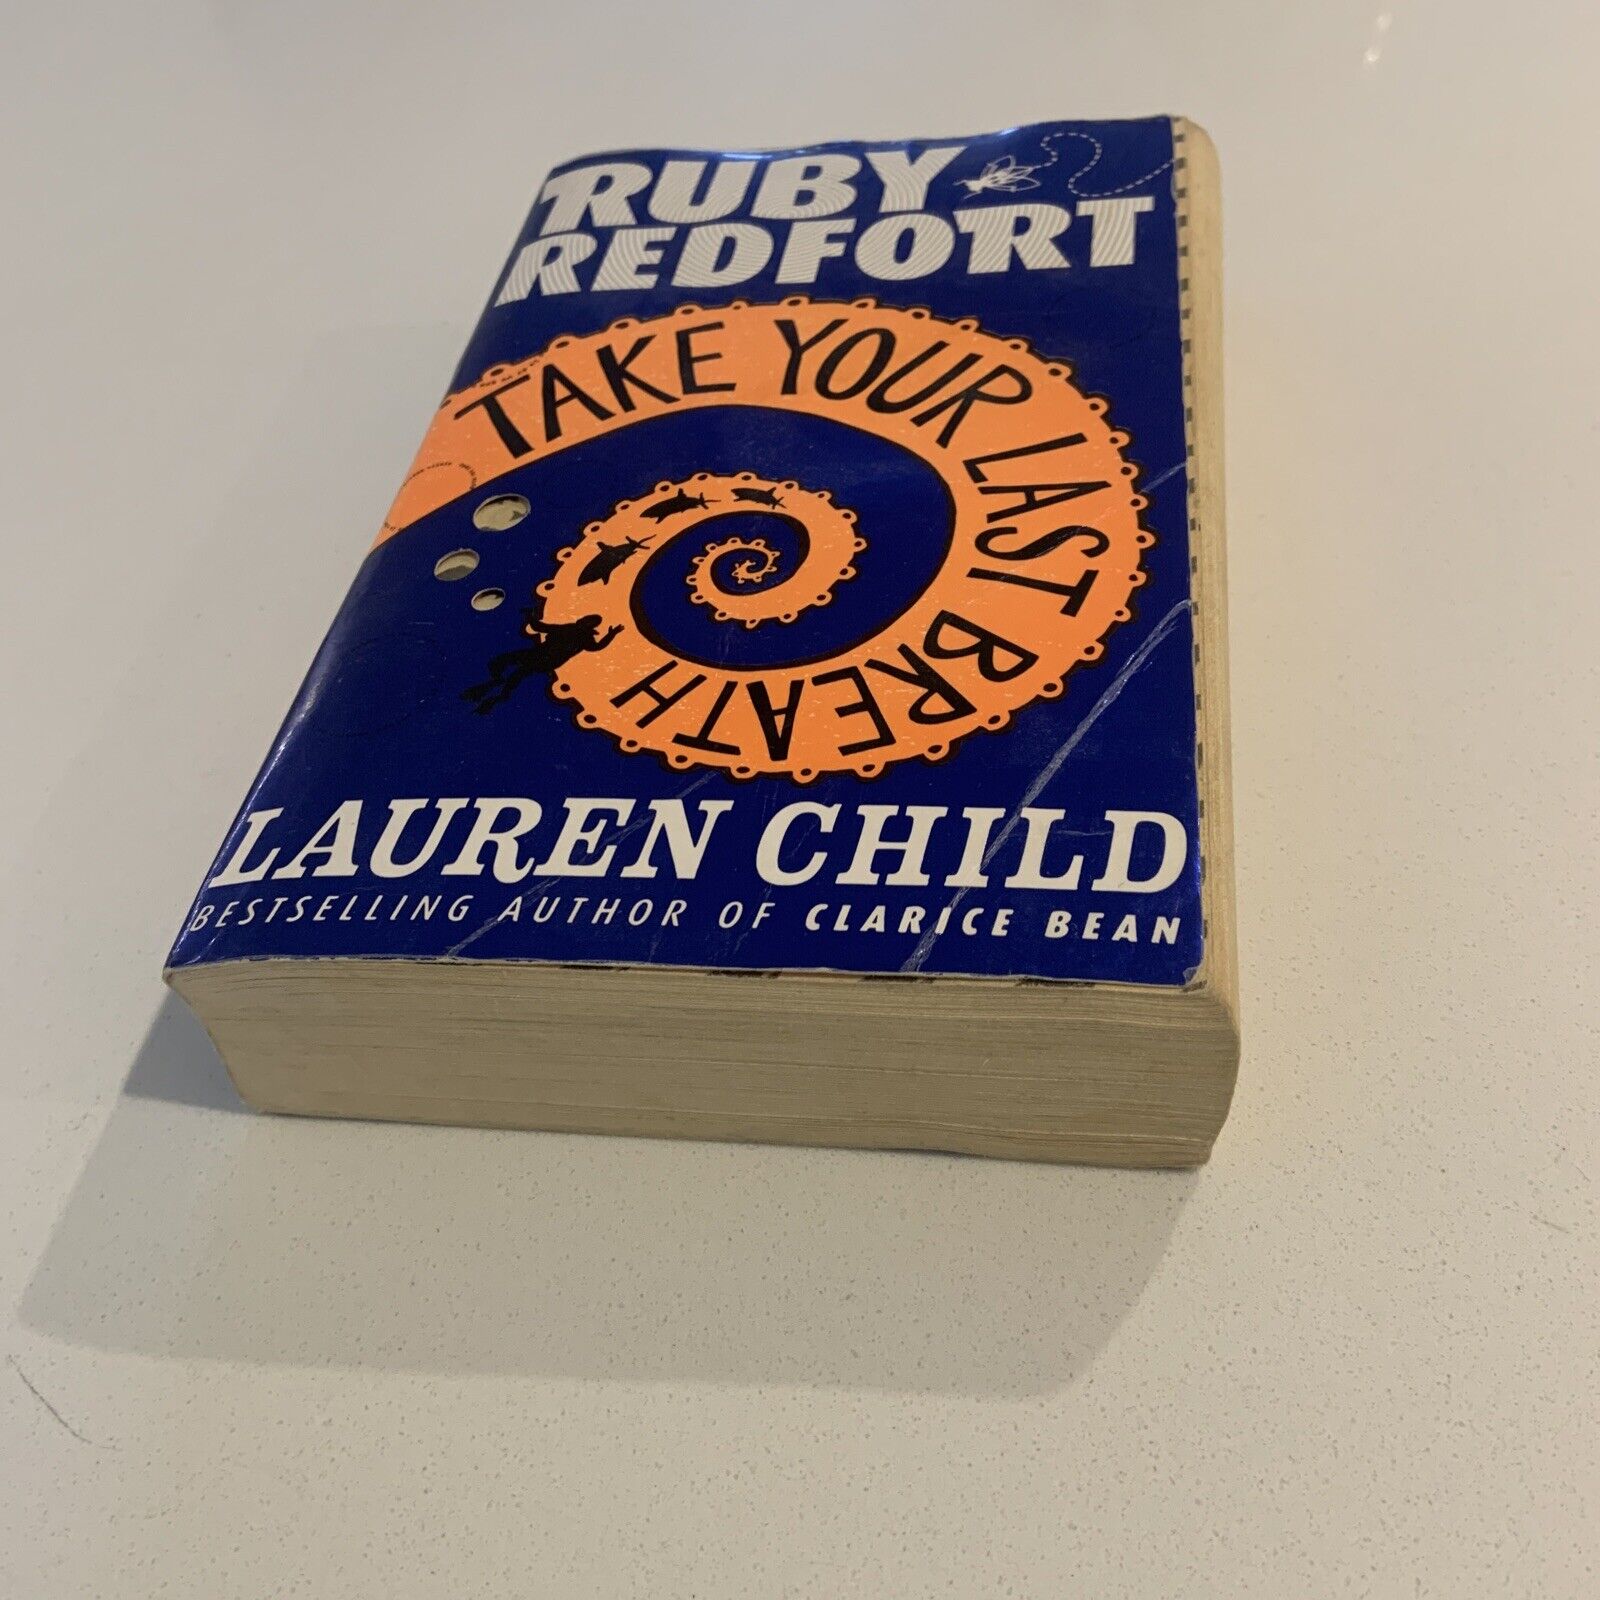 RUBY
REDFORT
TAKE YOUR LAST BREATH
LAUREN CHILD
BESTSELLING AUTHOR OF CLARICE BEAN